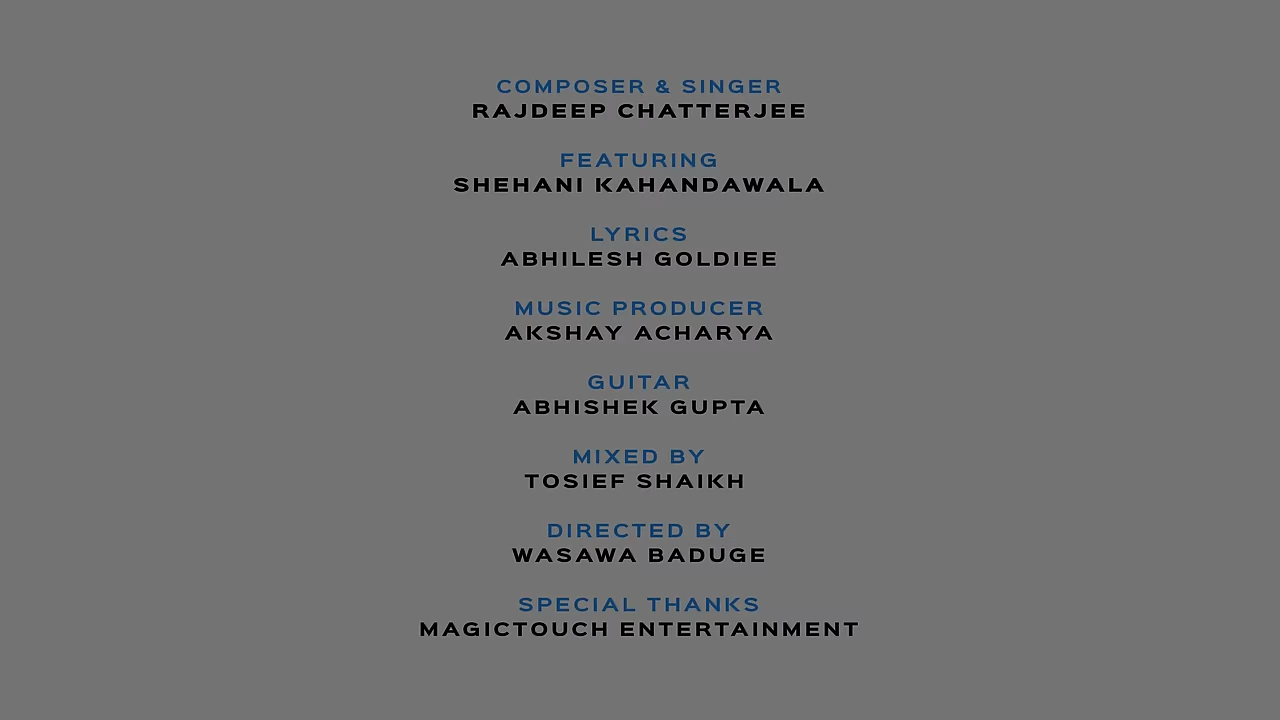 COMPOSER & SINGER
RAJDEEP CHATTERJEE
FEATURING
SHEHANI KAHANDAWALA
LYRICS
ABHILESH GOLDIEE
MUSIC PRODUCER
AKSHAY ACHARYA
GUITAR
ABHISHEK GUPTA
MIXED BY
TOSIEF SHAIKH
DIRECTED BY
WASAWA BADUGE
SPECIAL THANKS
MAGICTOUCH ENTERTAINMENT